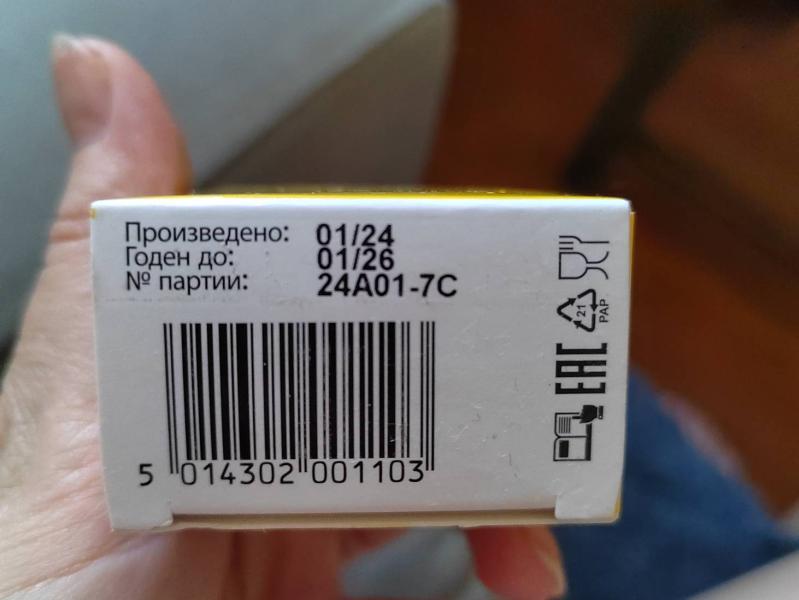 Произведено: 01/24
Годен до: 01/26
№ партии: 24A01-7C
21
PAP
EAC
5 014302 001103